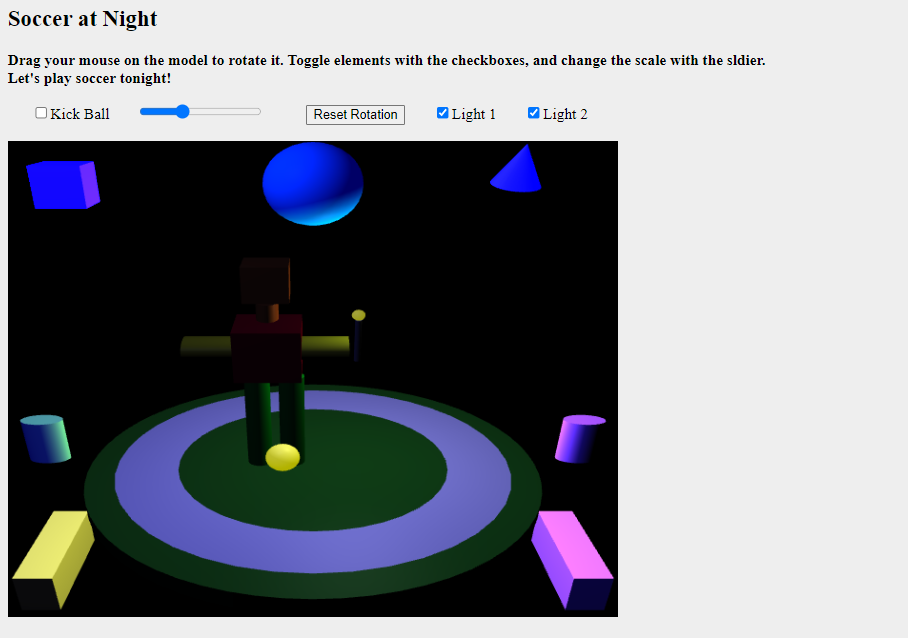 Soccer at Night
Drag your mouse on the model to rotate it. Toggle elements with the checkboxes, and change the scale with the sldier.
Let's play soccer tonight!
Kick Ball Reset Rotation Light 1 Light 2